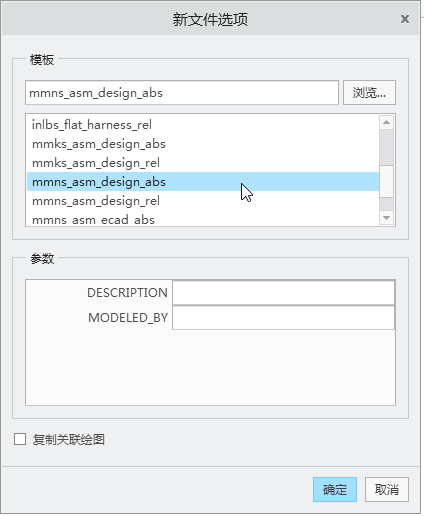 新文件选项
模板
mmns_asm_design_abs
浏览...
inlbs_flat_harness_rel
mmks_asm_design_abs
mmks_asm_design_rel
mmns_asm_design_abs
mmns_asm_design_rel
mmns_asm_ecad_abs
参数
DESCRIPTION
MODELED_BY
复制关联绘图
确定
取消